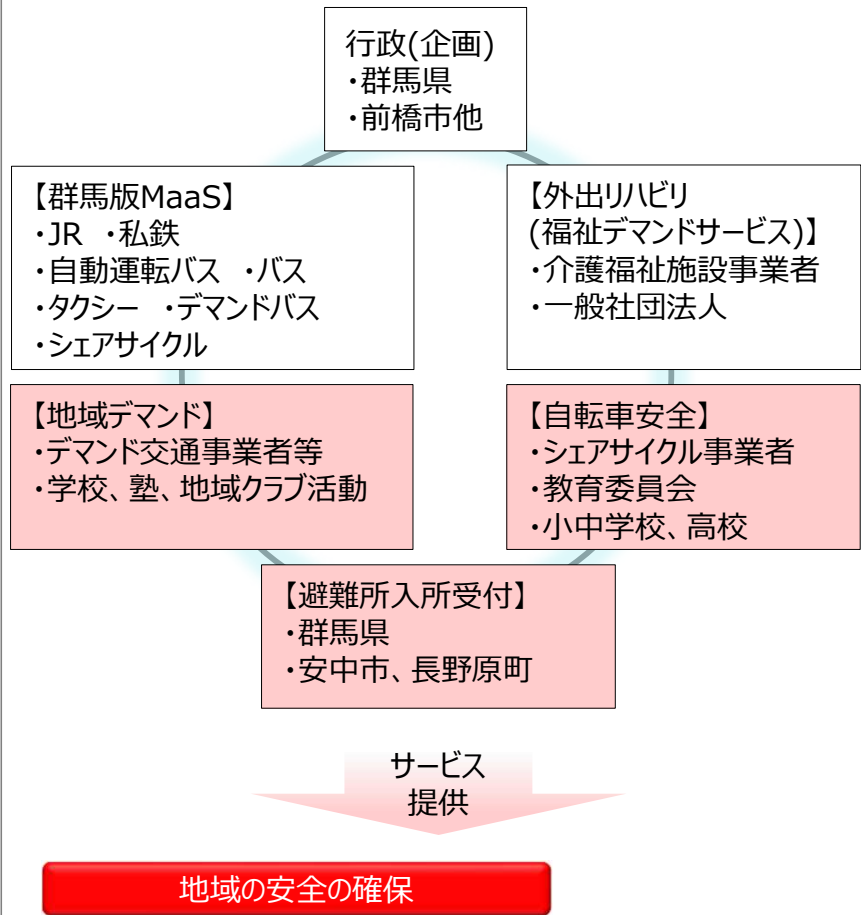 行政(企画)
・群馬県
・前橋市他
【群馬版MaaS】
・JR ・私鉄
・自動運転バス ・バス
・タクシー ・デマンドバス
・シェアサイクル
【外出リハビリ
(福祉デマンドサービス)】
・介護福祉施設事業者
・一般社団法人
【地域デマンド】
・デマンド交通事業者等
・学校、塾、地域クラブ活動
【自転車安全】
・シェアサイクル事業者
・教育委員会
・小中学校、高校
【避難所入所受付】
・群馬県
・安中市、長野原町
サービス
提供
地域の安全の確保